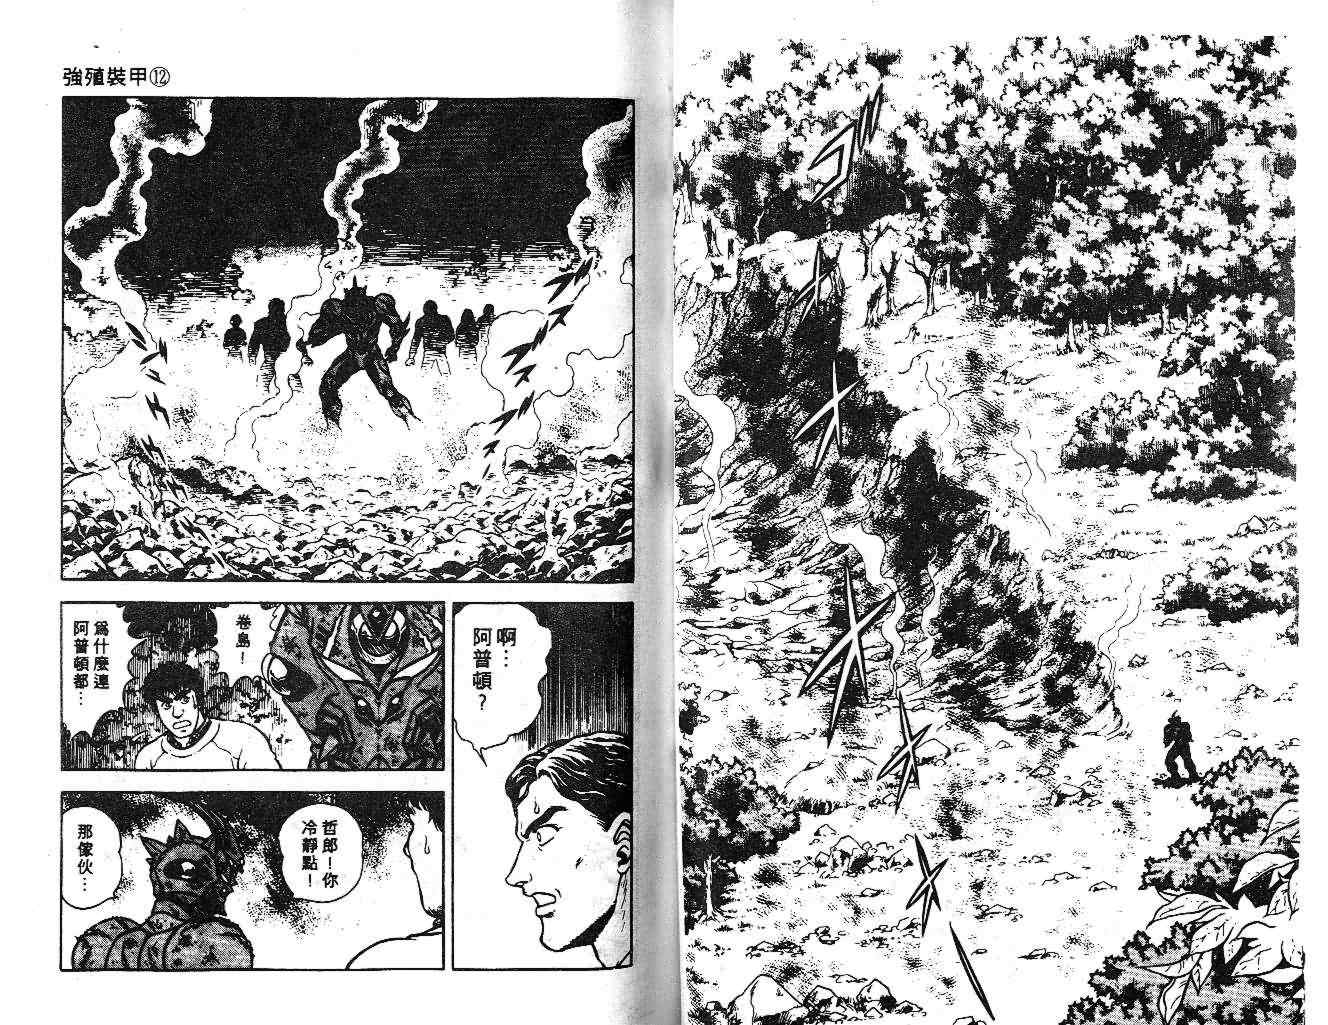 強殖裝甲⑫
啊…
阿普頓？
卷島！
爲什麼連
阿普頓都…
哲郎！你
冷靜點！
那傢伙…